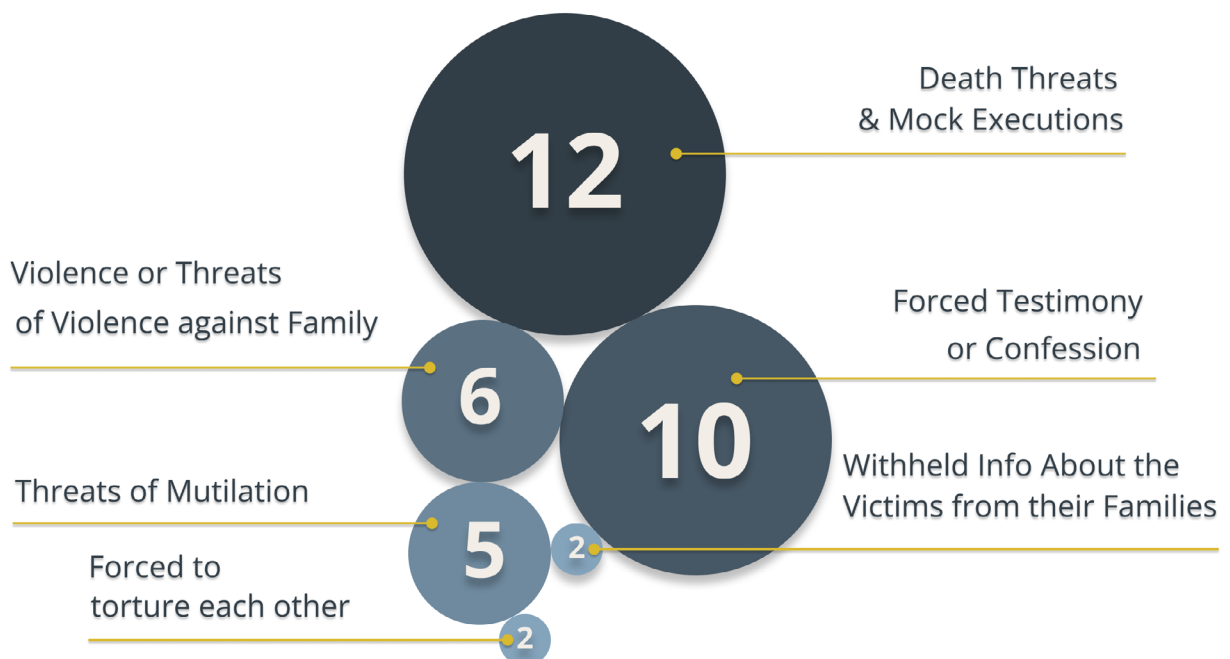 12
Death Threats
& Mock Executions
Violence or Threats
of Violence against Family
6
Forced Testimony
or Confession
10
Withheld Info About the
Victims from their Families
2
Threats of Mutilation
5
Forced to
torture each other
2